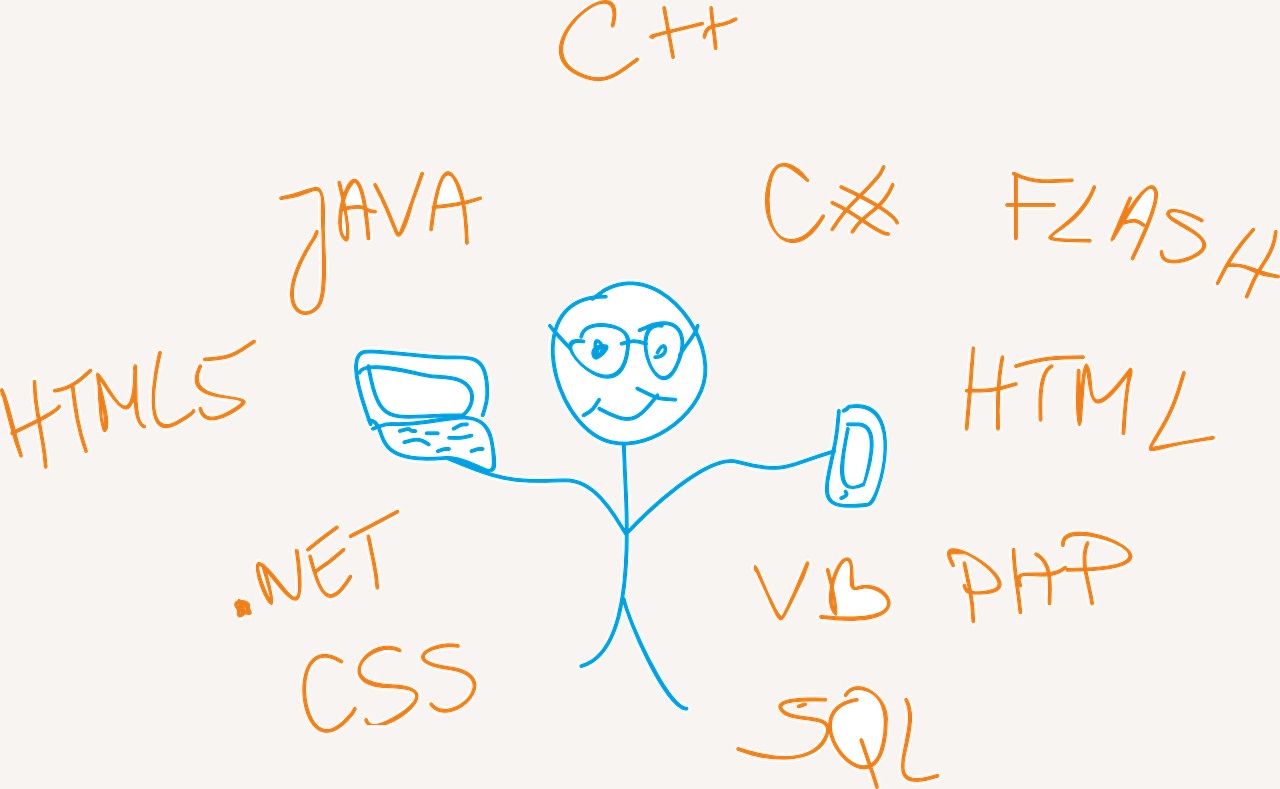 C++
JAVA
C# FLASH
HTML5
HTML
.NET
VB PHP
CSS
SQL